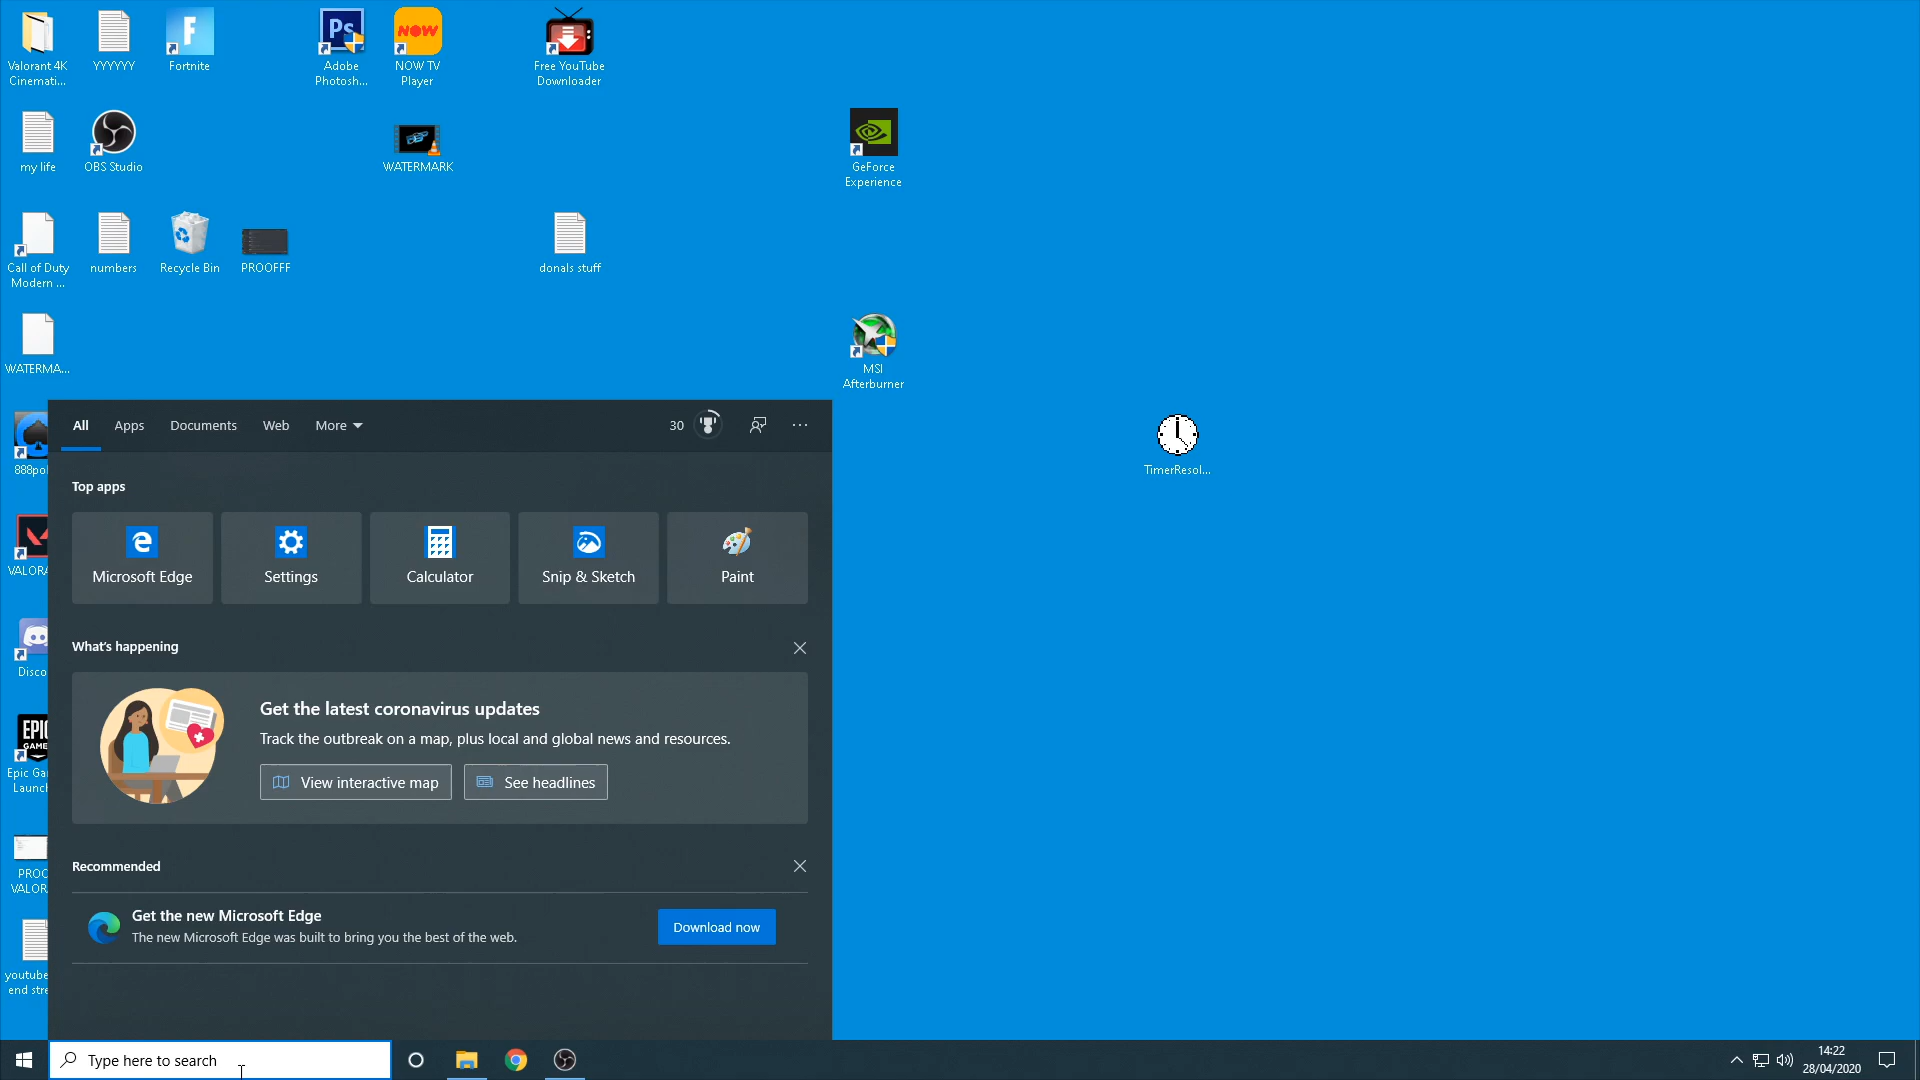 Valorant 4K
Cinemati...
YYYYYY
Fortnite
Ps
Adobe
Photosh...
NOW
NOW TV
Player
Free YouTube
Downloader
my life
OBS Studio
WATERMARK
GeForce
Experience
Call of Duty
Modern ...
numbers
Recycle Bin
PROOFFF
donals stuff
WATERMA...
MSI
Afterburner
TimerResol...
888pol
VALORA
Disco
EPIC
GAME
Epic Ga
Launch
PROO
VALOR
youtube
end stre
All
Apps
Documents
Web
More
30
Top apps
Microsoft Edge
Settings
Calculator
Snip & Sketch
Paint
What's happening
Get the latest coronavirus updates
Track the outbreak on a map, plus local and global news and resources.
View interactive map
See headlines
Recommended
Get the new Microsoft Edge
The new Microsoft Edge was built to bring you the best of the web.
Download now
Type here to search
14:22
28/04/2020